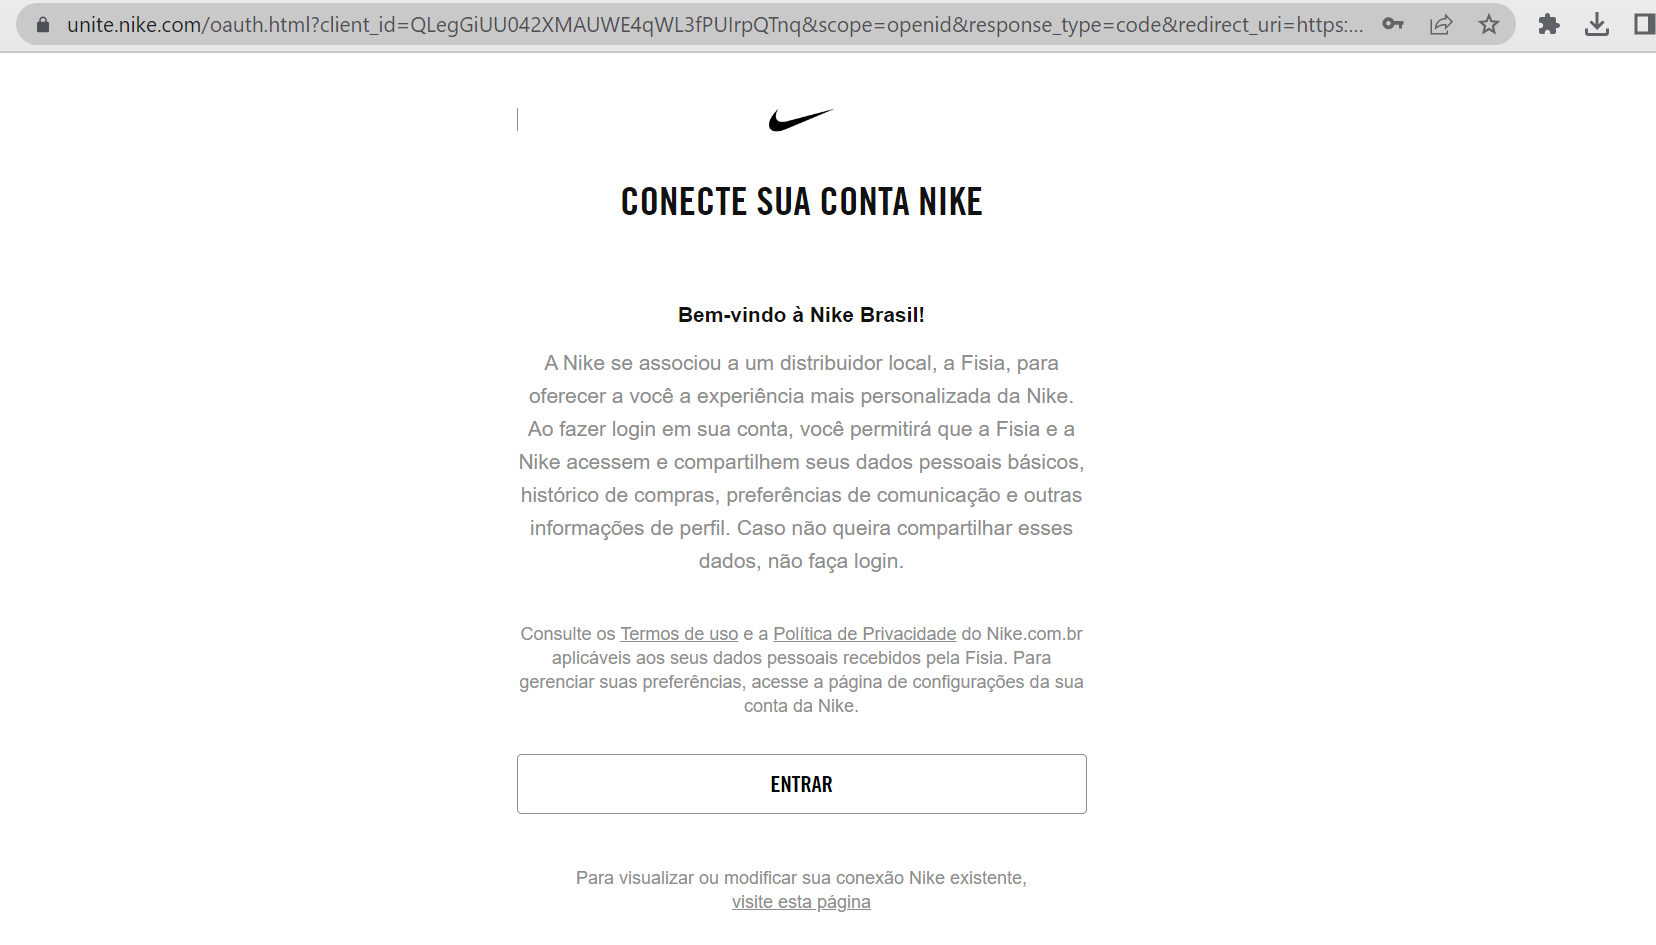 unite.nike.com/oauth.html?client_id=QLegGiUU042XMAUWE4qWL3fPUIrpQTnq&scope=openid&response_type=code&redirect_uri=https:...
CONECTE SUA CONTA NIKE
Bem-vindo à Nike Brasil!
A Nike se associou a um distribuidor local, a Fisia, para
oferecer a você a experiência mais personalizada da Nike.
Ao fazer login em sua conta, você permitirá que a Fisia e a
Nike acessem e compartilhem seus dados pessoais básicos,
histórico de compras, preferências de comunicação e outras
informações de perfil. Caso não queira compartilhar esses
dados, não faça login.
Consulte os Termos de uso e a Política de Privacidade do Nike.com.br
aplicáveis aos seus dados pessoais recebidos pela Fisia. Para
gerenciar suas preferências, acesse a página de configurações da sua
conta da Nike.
ENTRAR
Para visualizar ou modificar sua conexão Nike existente,
visite esta página